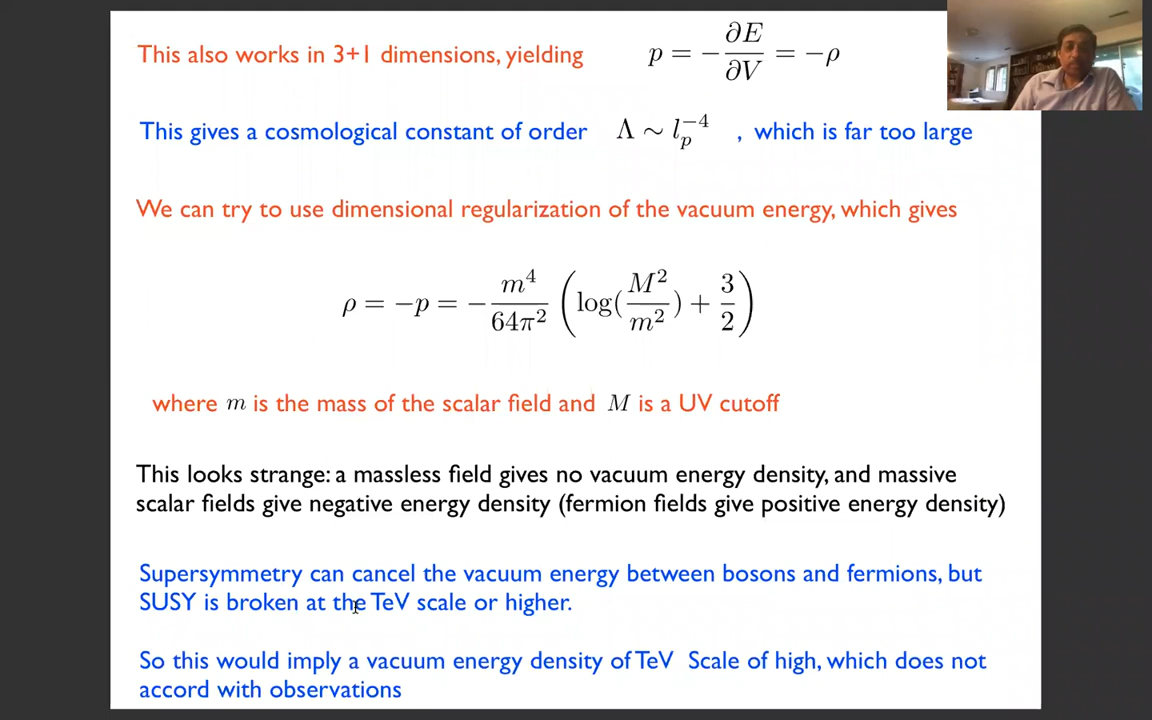 This also works in 3+1 dimensions, yielding p = −∂E/∂V = −ρ
This gives a cosmological constant of order Λ ∼ l_p^{−4} , which is far too large
We can try to use dimensional regularization of the vacuum energy, which gives
ρ = −p = −m⁴/64π² (log(M²/m²) + 3/2)
where m is the mass of the scalar field and M is a UV cutoff
This looks strange: a massless field gives no vacuum energy density, and massive
scalar fields give negative energy density (fermion fields give positive energy density)
Supersymmetry can cancel the vacuum energy between bosons and fermions, but
SUSY is broken at the TeV scale or higher.
So this would imply a vacuum energy density of TeV Scale of high, which does not
accord with observations